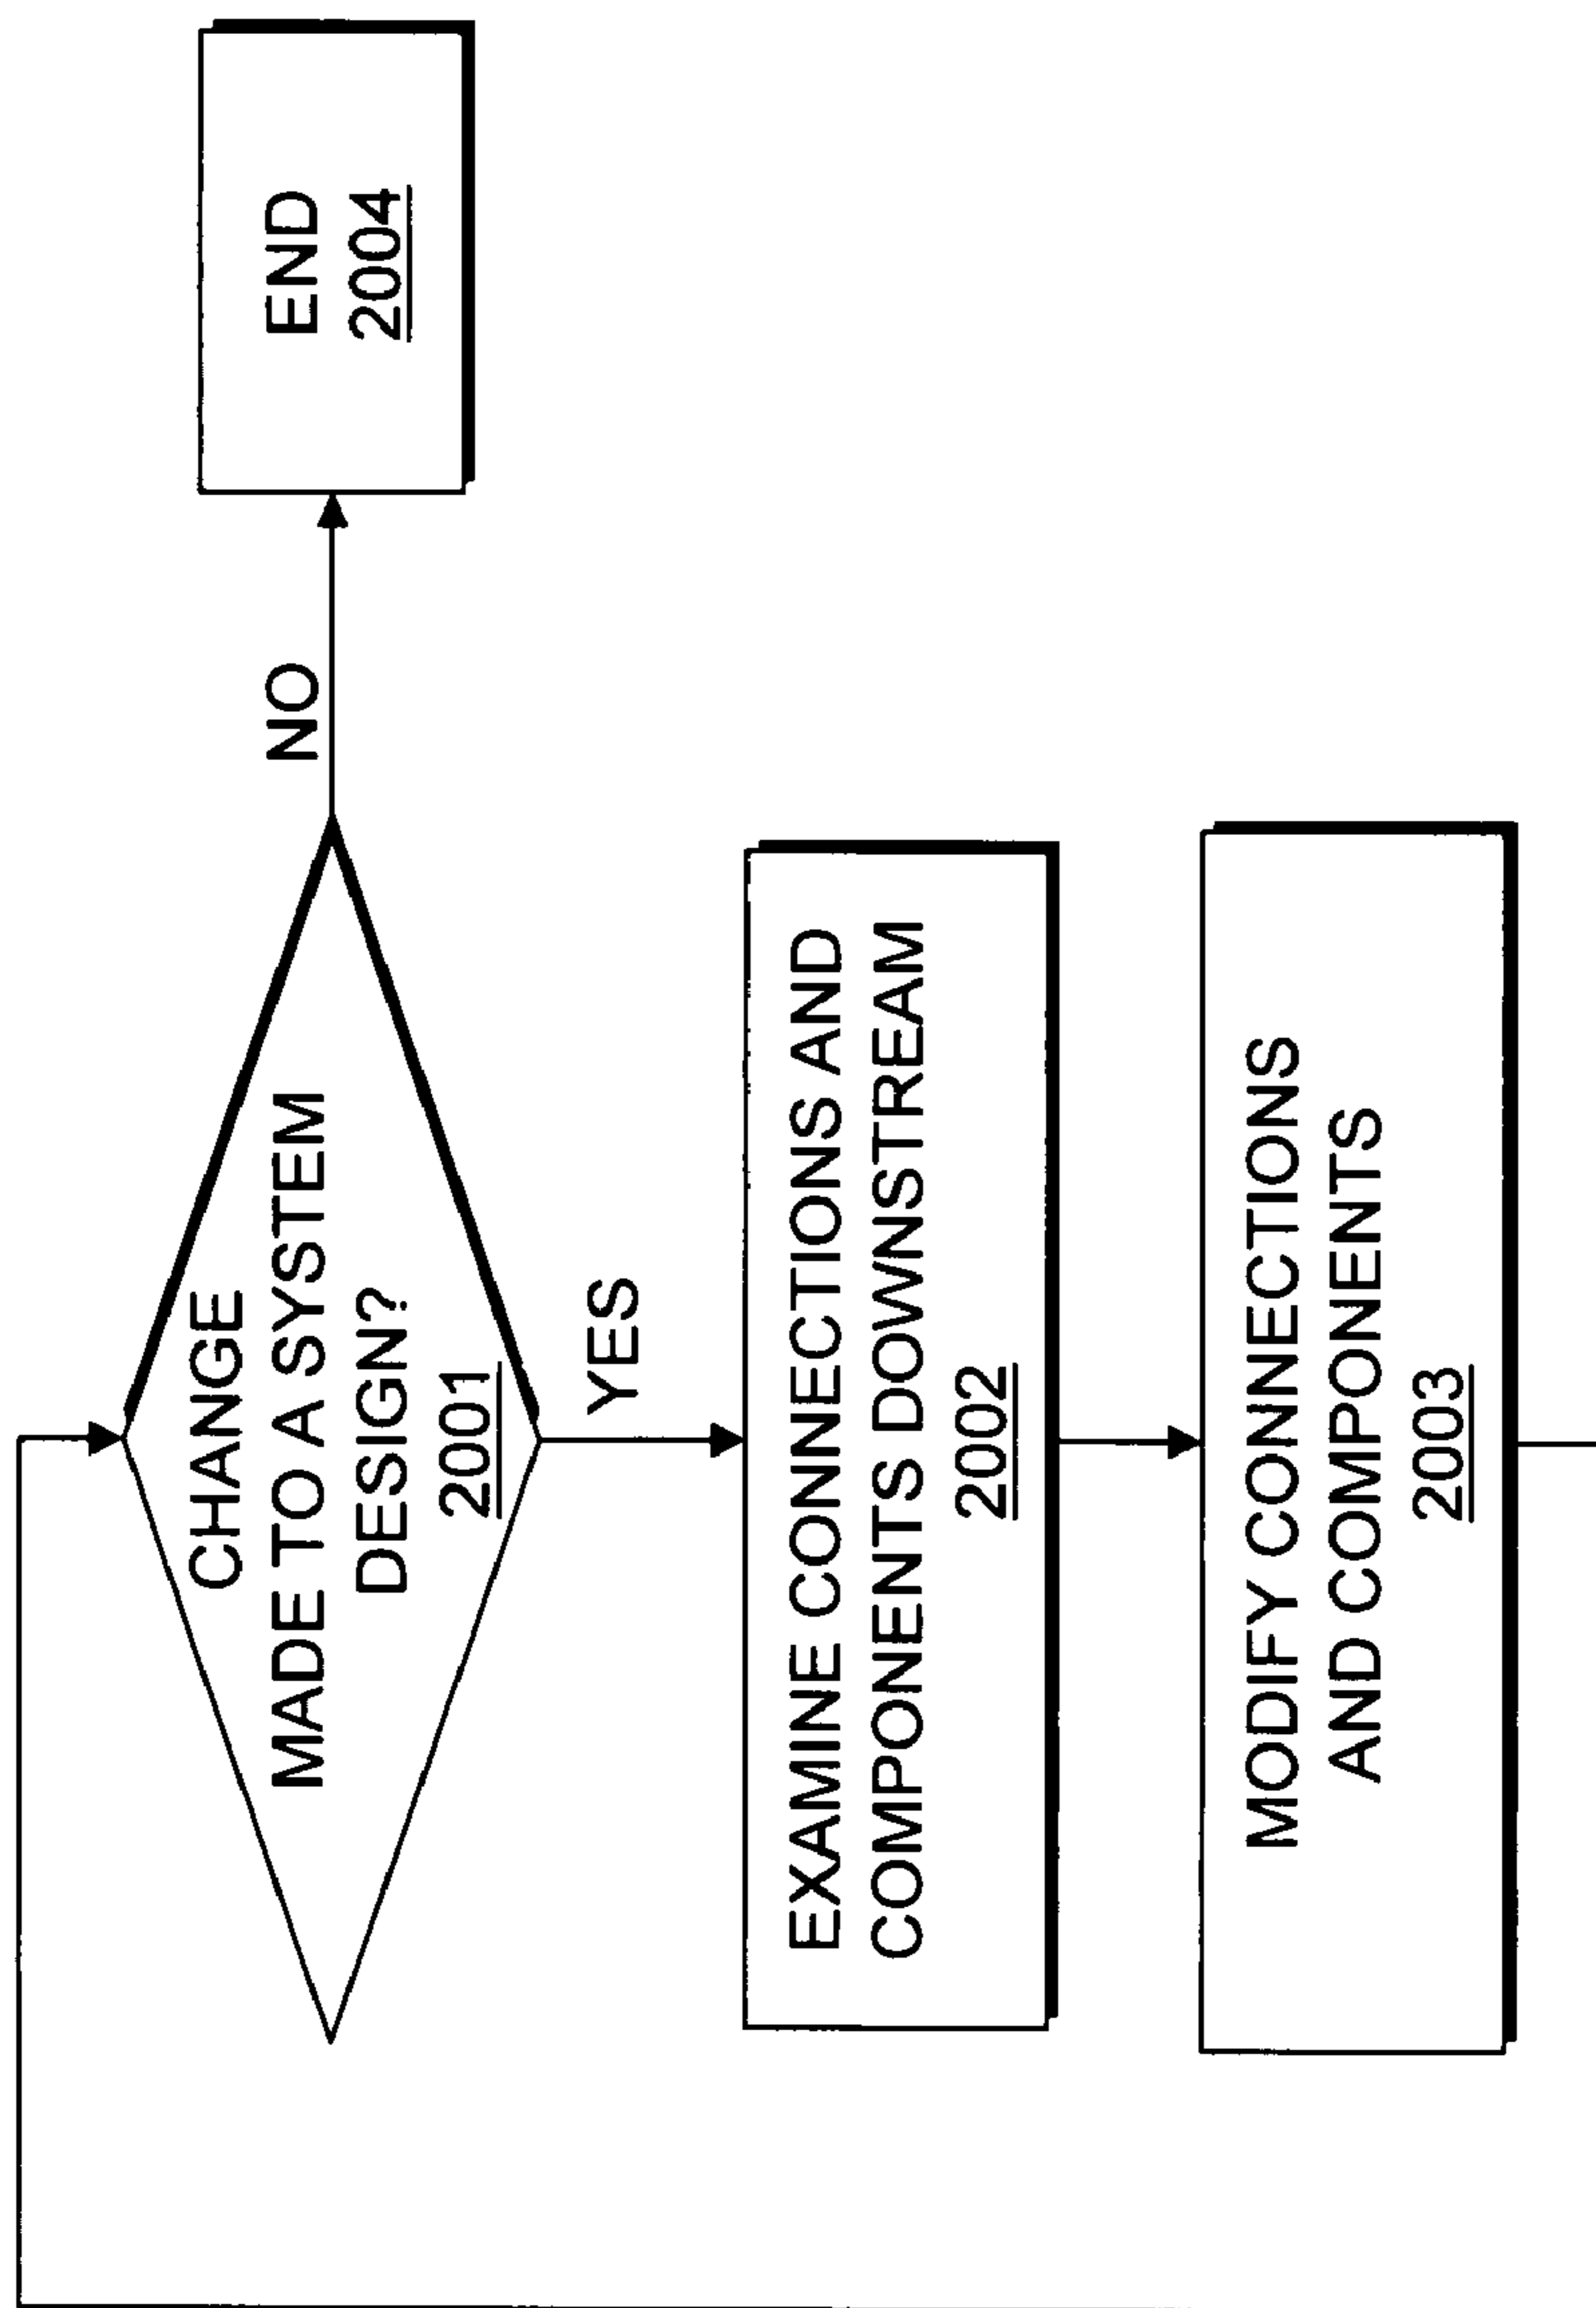 CHANGE
MADE TO A SYSTEM
DESIGN?
2001
NO
END
2004
YES
EXAMINE CONNECTIONS AND
COMPONENTS DOWNSTREAM
2002
MODIFY CONNECTIONS
AND COMPONENTS
2003